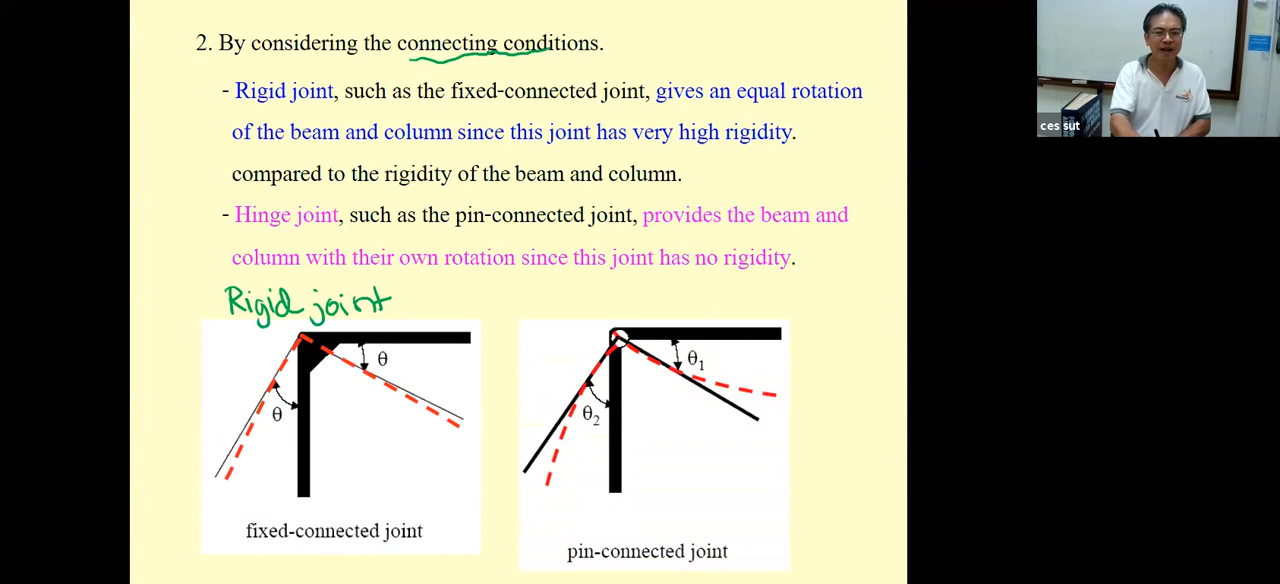 2. By considering the connecting conditions.
- Rigid joint, such as the fixed-connected joint, gives an equal rotation
of the beam and column since this joint has very high rigidity.
compared to the rigidity of the beam and column.
- Hinge joint, such as the pin-connected joint, provides the beam and
column with their own rotation since this joint has no rigidity.
Rigid joint
θ
θ
fixed-connected joint
θ1
θ2
pin-connected joint
ces sut